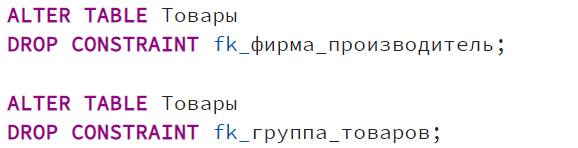 ALTER TABLE Товары
DROP CONSTRAINT fk_фирма_производитель;
ALTER TABLE Товары
DROP CONSTRAINT fk_группа_товаров;